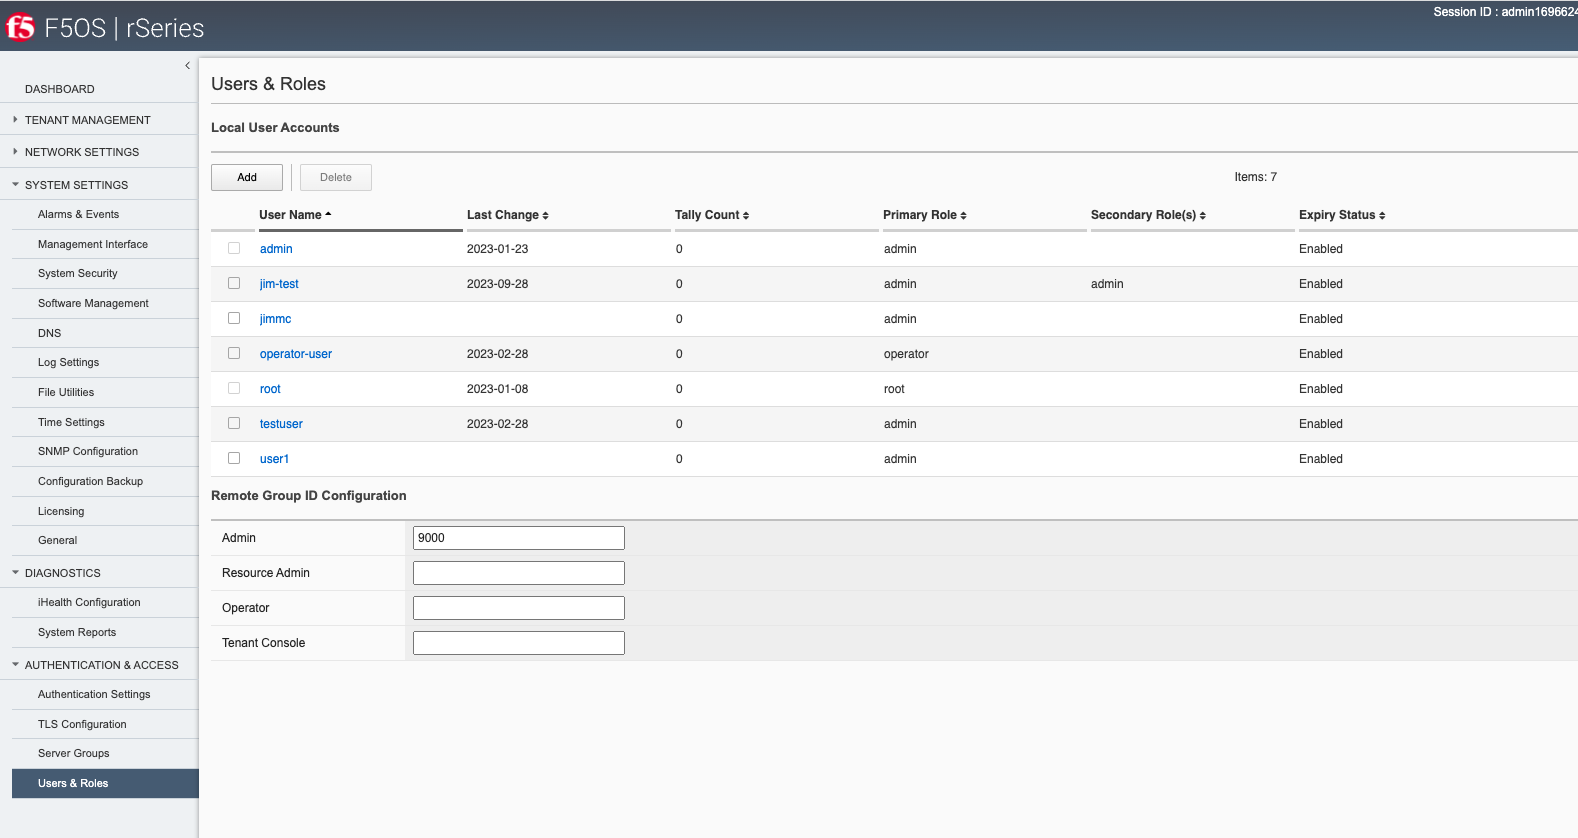 Session ID : admin1696624
f5 F5OS | rSeries
DASHBOARD
TENANT MANAGEMENT
NETWORK SETTINGS
SYSTEM SETTINGS
Alarms & Events
Management Interface
System Security
Software Management
DNS
Log Settings
File Utilities
Time Settings
SNMP Configuration
Configuration Backup
Licensing
General
DIAGNOSTICS
iHealth Configuration
System Reports
AUTHENTICATION & ACCESS
Authentication Settings
TLS Configuration
Server Groups
Users & Roles
Users & Roles
Local User Accounts
Add Delete Items: 7
User Name Last Change Tally Count Primary Role Secondary Role(s) Expiry Status
admin 2023-01-23 0 admin Enabled
jim-test 2023-09-28 0 admin admin Enabled
jimmc 0 admin Enabled
operator-user 2023-02-28 0 operator Enabled
root 2023-01-08 0 root Enabled
testuser 2023-02-28 0 admin Enabled
user1 0 admin Enabled
Remote Group ID Configuration
Admin 9000
Resource Admin
Operator
Tenant Console